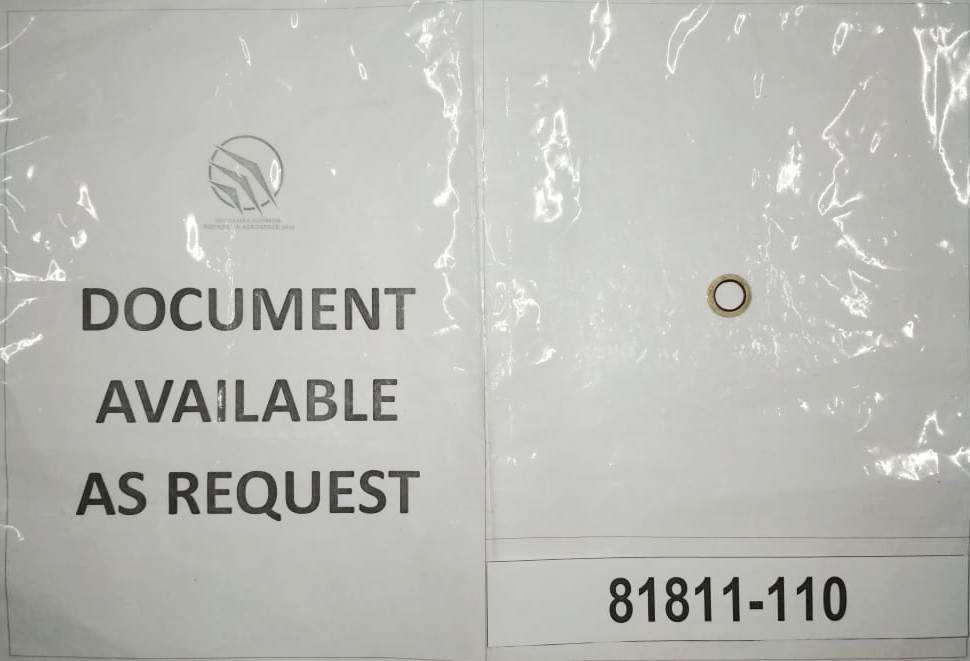 DOCUMENT
AVAILABLE
AS REQUEST
81811-110